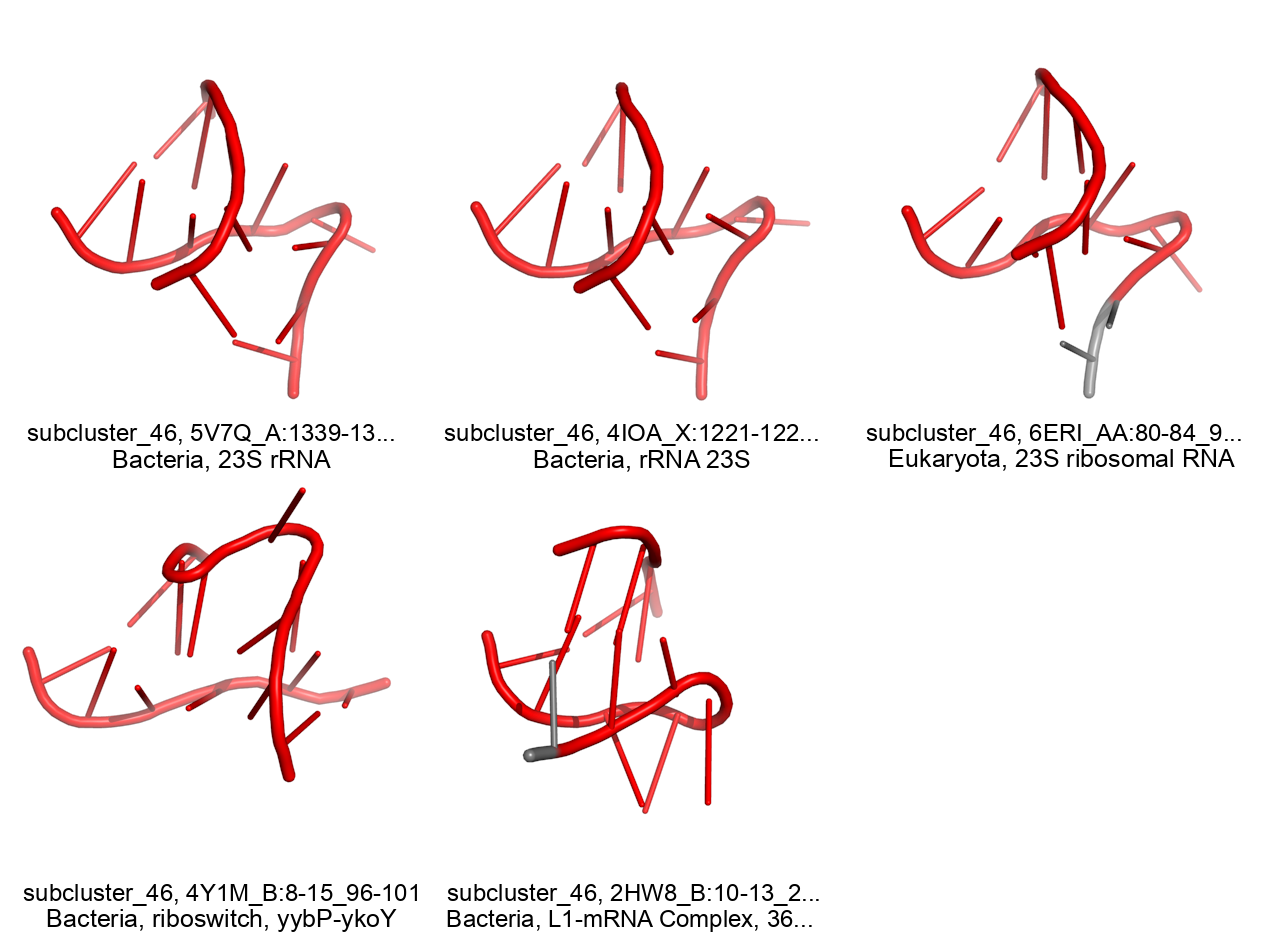 subcluster_46, 5V7Q_A:1339-13...
Bacteria, 23S rRNA
subcluster_46, 4IOA_X:1221-122...
Bacteria, rRNA 23S
subcluster_46, 6ERI_AA:80-84_9...
Eukaryota, 23S ribosomal RNA
subcluster_46, 4Y1M_B:8-15_96-101
Bacteria, riboswitch, yybP-ykoY
subcluster_46, 2HW8_B:10-13_2...
Bacteria, L1-mRNA Complex, 36...